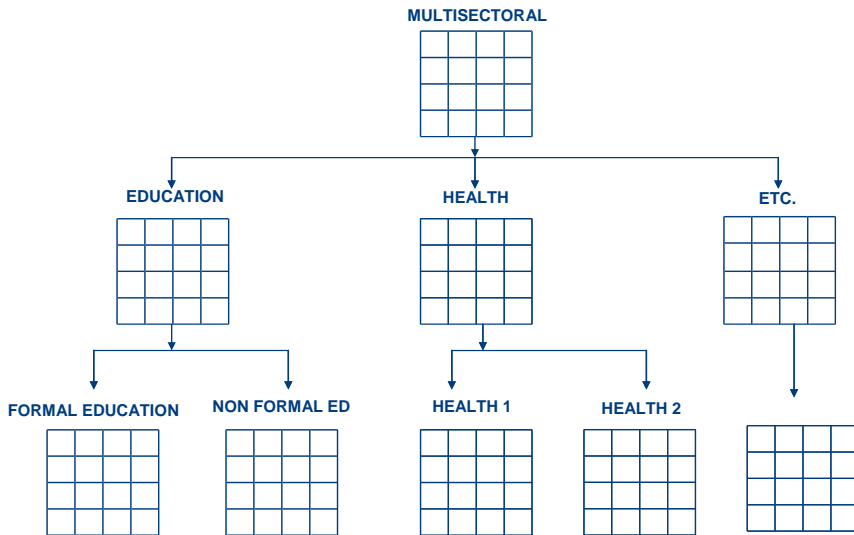 MULTISECTORAL
EDUCATION
HEALTH
ETC.
FORMAL EDUCATION
NON FORMAL ED
HEALTH 1
HEALTH 2